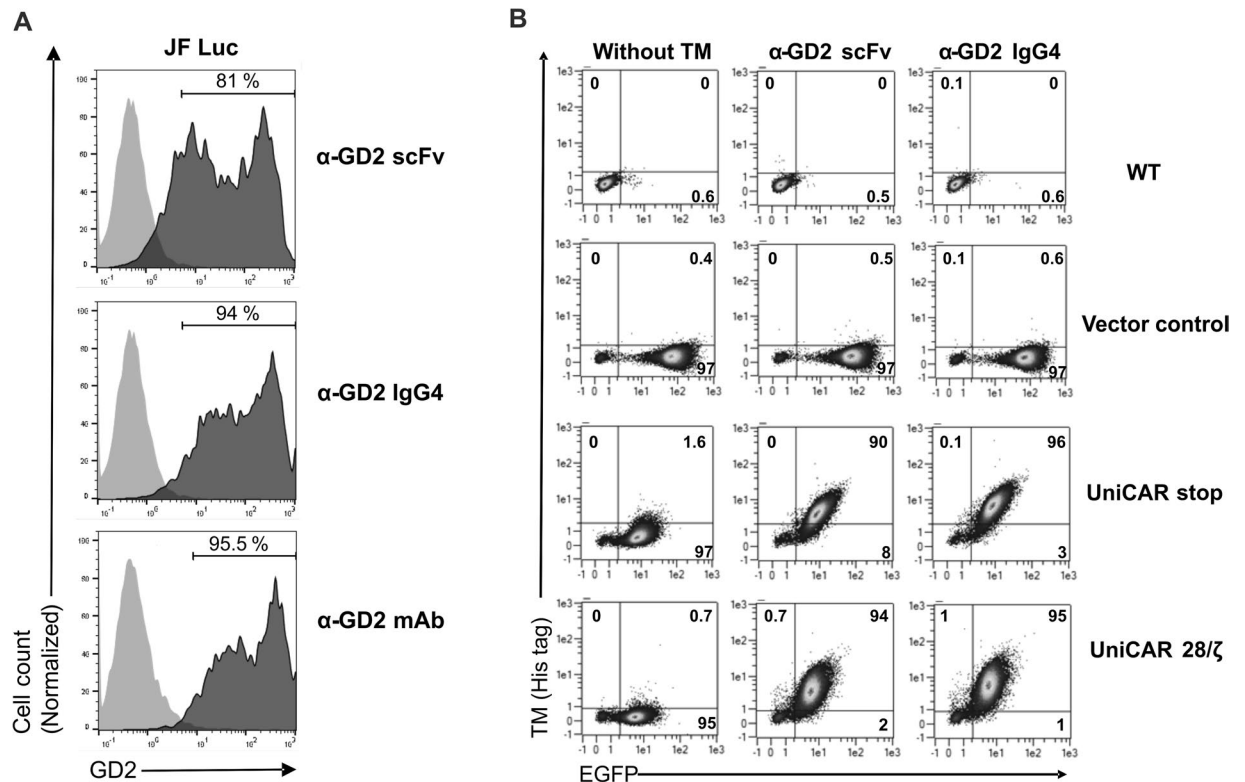 A
JF Luc
81 %
α-GD2 scFv
94 %
α-GD2 IgG4
95.5 %
α-GD2 mAb
Cell count
(Normalized)
GD2
B
Without TM α-GD2 scFv α-GD2 IgG4
0 0 0 0 0.1 0
0.6 0.5 0.6
WT
0 0.4 0 0.5 0.1 0.6
97 97 97
Vector control
0 1.6 0 90 0.1 96
97 8 3
UniCAR stop
0 0.7 0.7 94 1 95
95 2 1
UniCAR 28/ζ
TM (His tag)
EGFP